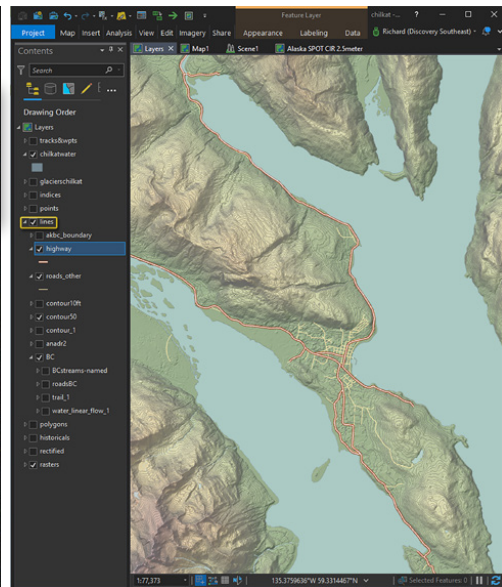 Feature Layer
chilkat -...
?
Project
Map
Insert
Analysis
View
Edit
Imagery
Share
Appearance
Labeling
Data
Richard (Discovery Southeast)
Contents
Layers
Map1
Scene1
Alaska SPOT CIR 2.5meter
Search
Drawing Order
Layers
tracks&wpts
chilkatwater
glacierschilkat
indices
points
lines
akbc_boundary
highway
roads_other
contour10ft
contour50
contour_1
anadr2
BC
BCstreams-named
roadsBC
trail_1
water_linear_flow_1
polygons
historicals
rectified
rasters
1:77,373
135.3759636°W 59.3314467°N
Selected Features: 0